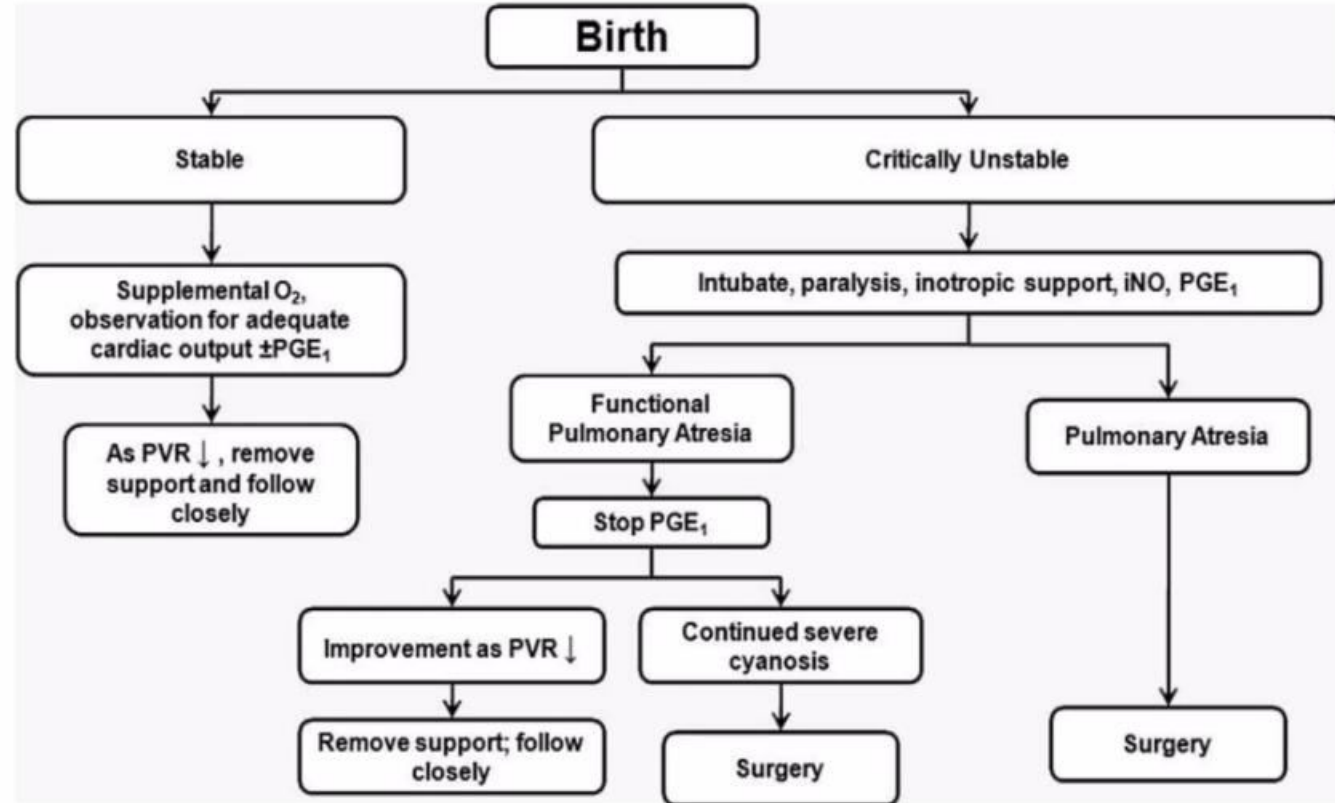 Birth
Stable
Critically Unstable
Supplemental O₂,
observation for adequate
cardiac output ±PGE₁
Intubate, paralysis, inotropic support, iNO, PGE₁
As PVR ↓ , remove
support and follow
closely
Functional
Pulmonary Atresia
Pulmonary Atresia
Stop PGE₁
Improvement as PVR ↓
Continued severe
cyanosis
Remove support; follow
closely
Surgery
Surgery